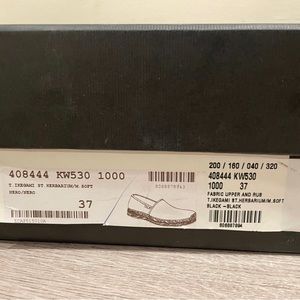 408444 KW530 1000
T.IKEGAMI ST.HERBARIUM/M.SOFT
NERO/NERO
37
200 / 160 / 040 / 320
408444 KW530
1000 37
FABRIC UPPER AND RUB
T.IKEGAMI ST.HERBARIUM/M.SOFT
BLACK -BLACK